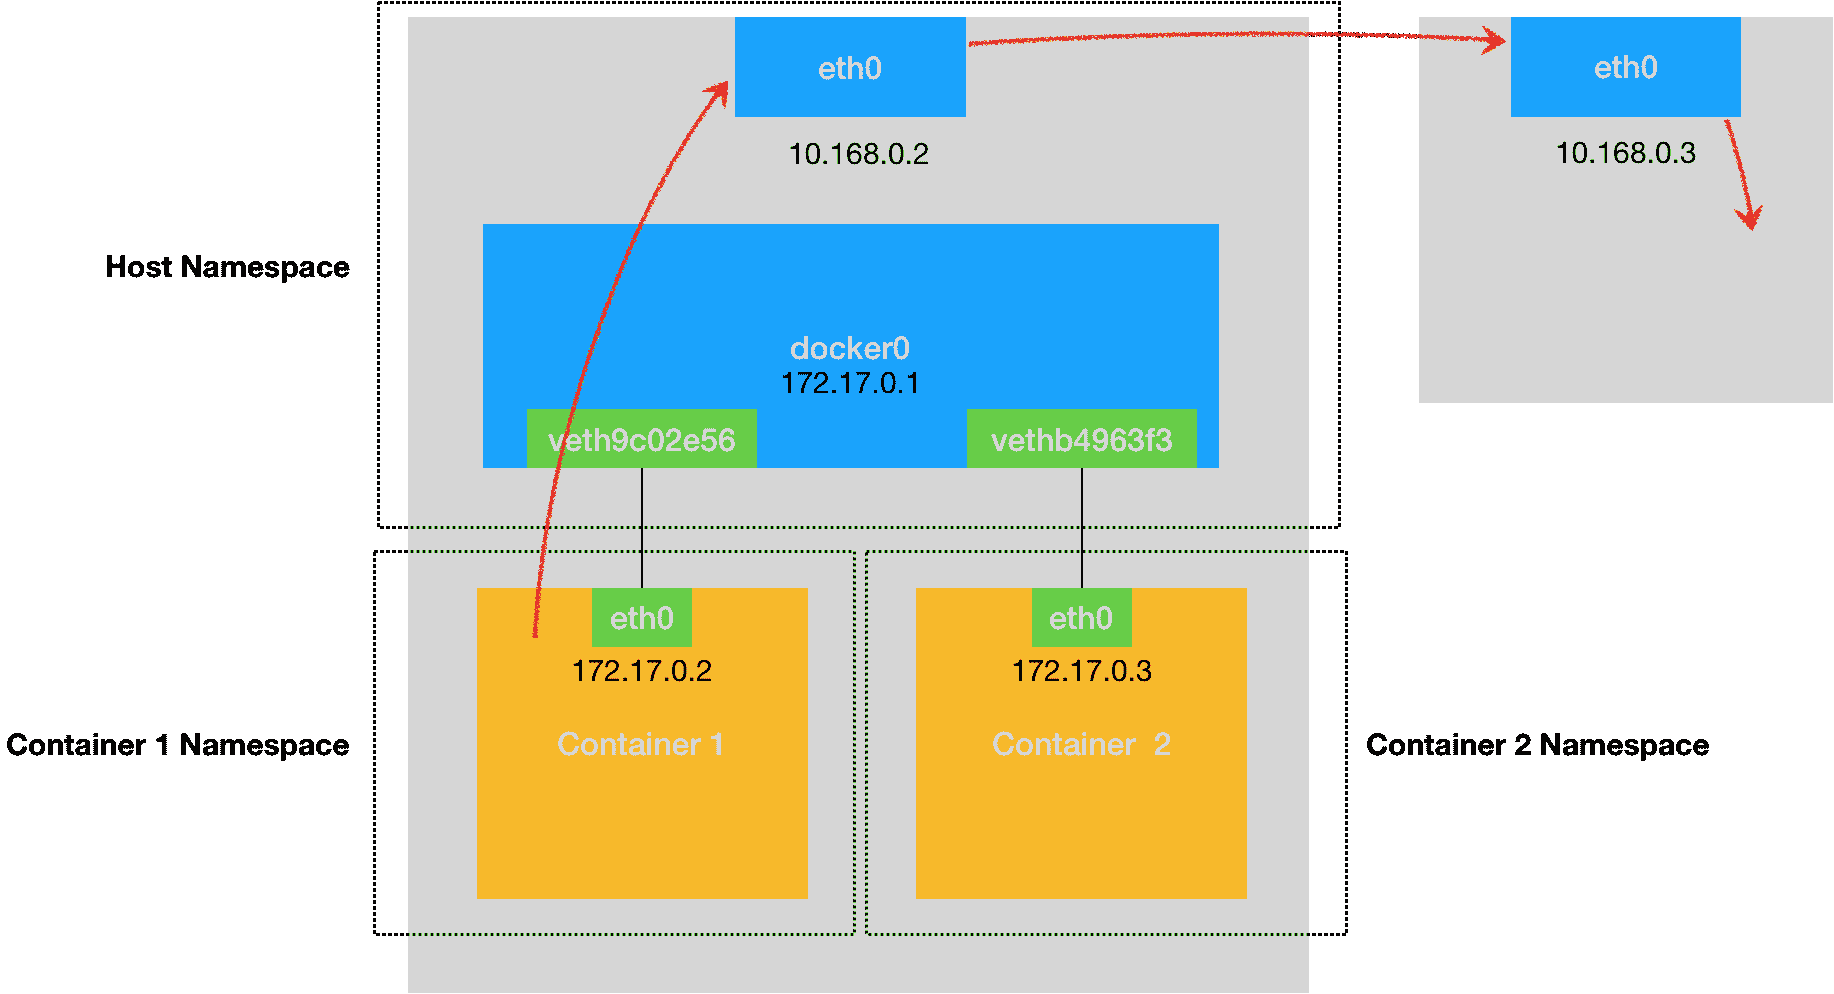 eth0
10.168.0.2
eth0
10.168.0.3
Host Namespace
docker0
172.17.0.1
veth9c02e56
vethb4963f3
eth0
172.17.0.2
Container 1
eth0
172.17.0.3
Container 2
Container 1 Namespace
Container 2 Namespace